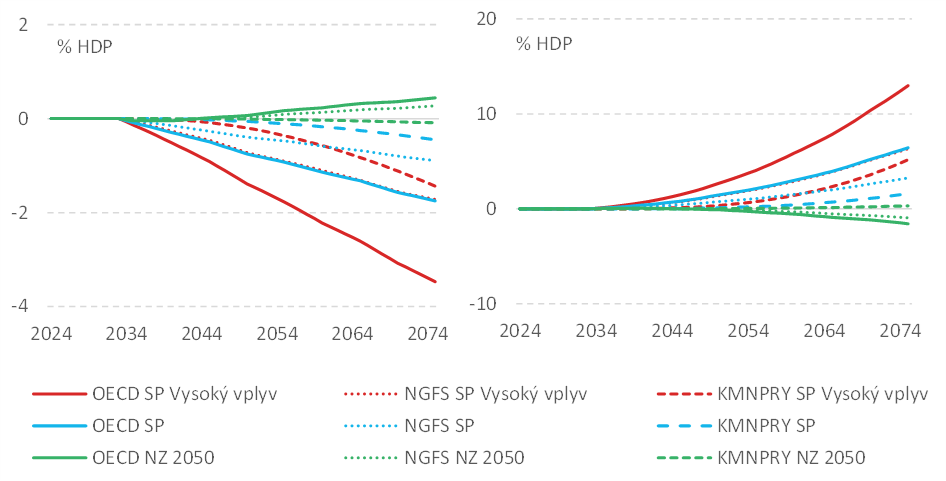 2
% HDP
0
-2
-4
2024 2034 2044 2054 2064 2074
20
% HDP
10
0
-10
2024 2034 2044 2054 2064 2074
OECD SP Vysoký vplyv NGFS SP Vysoký vplyv KMNPRY SP Vysoký vplyv
OECD SP NGFS SP KMNPRY SP
OECD NZ 2050 NGFS NZ 2050 KMNPRY NZ 2050